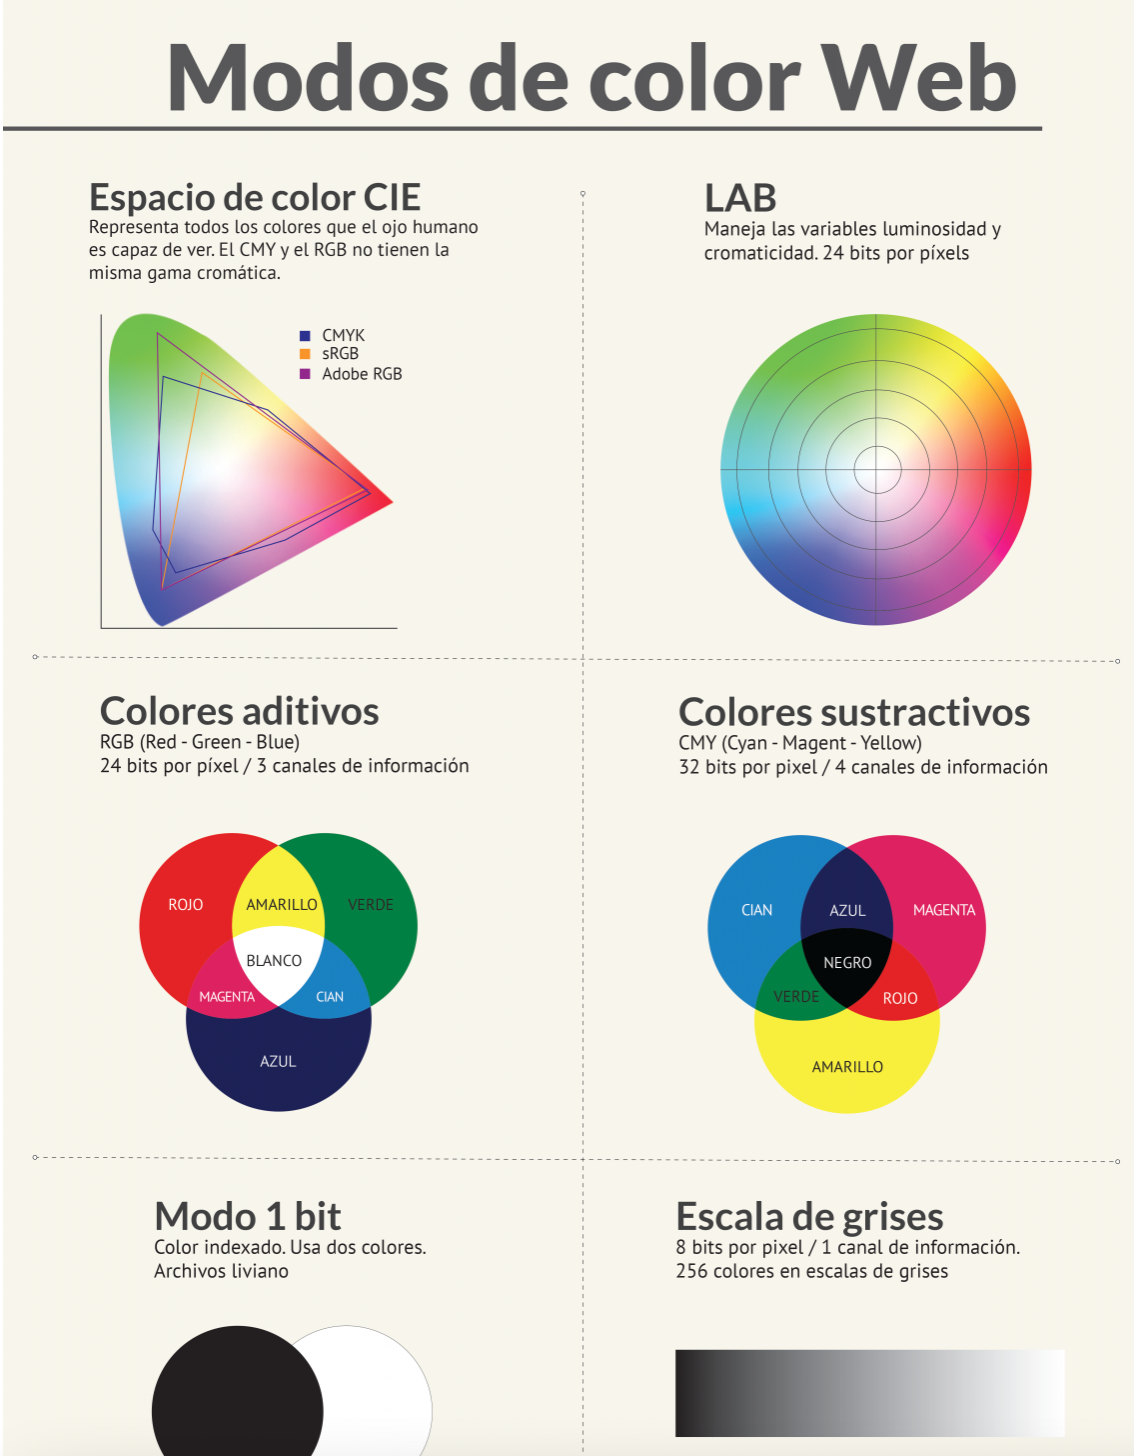 Modos de color Web
Espacio de color CIE
Representa todos los colores que el ojo humano
es capaz de ver. El CMY y el RGB no tienen la
misma gama cromática.
CMYK
sRGB
Adobe RGB
LAB
Maneja las variables luminosidad y
cromaticidad. 24 bits por píxels
Colores aditivos
RGB (Red - Green - Blue)
24 bits por píxel / 3 canales de información
ROJO
AMARILLO
VERDE
BLANCO
MAGENTA
CIAN
AZUL
Colores sustractivos
CMY (Cyan - Magent - Yellow)
32 bits por pixel / 4 canales de información
CIAN
AZUL
MAGENTA
NEGRO
VERDE
ROJO
AMARILLO
Modo 1 bit
Color indexado. Usa dos colores.
Archivos liviano
Escala de grises
8 bits por pixel / 1 canal de información.
256 colores en escalas de grises